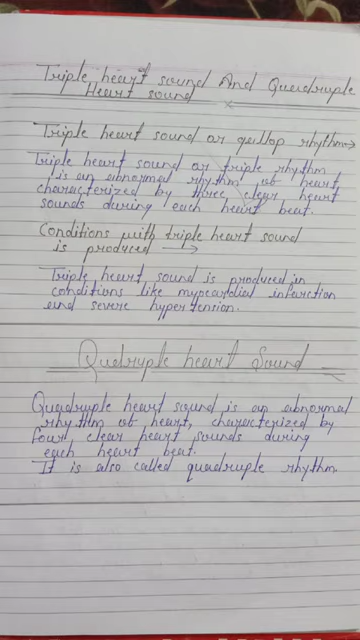 Triple heart sound And Quadruple
Heart sound
Triple heart sound or gallop rhythm→
Triple heart sound or triple rhythm
is an abnormal rhythm of heart,
characterized by three clear heart
sounds during each heart beat.
Conditions with triple heart sound
is produced →
Triple heart sound is produced in
conditions like myocardial infarction
and severe hypertension.
Qudruple heart Sound
Quadruple heart sound is an abnormal
rhythm of heart, characterized by
four clear heart sounds during
each heart beat.
It is also called quadruple rhythm.